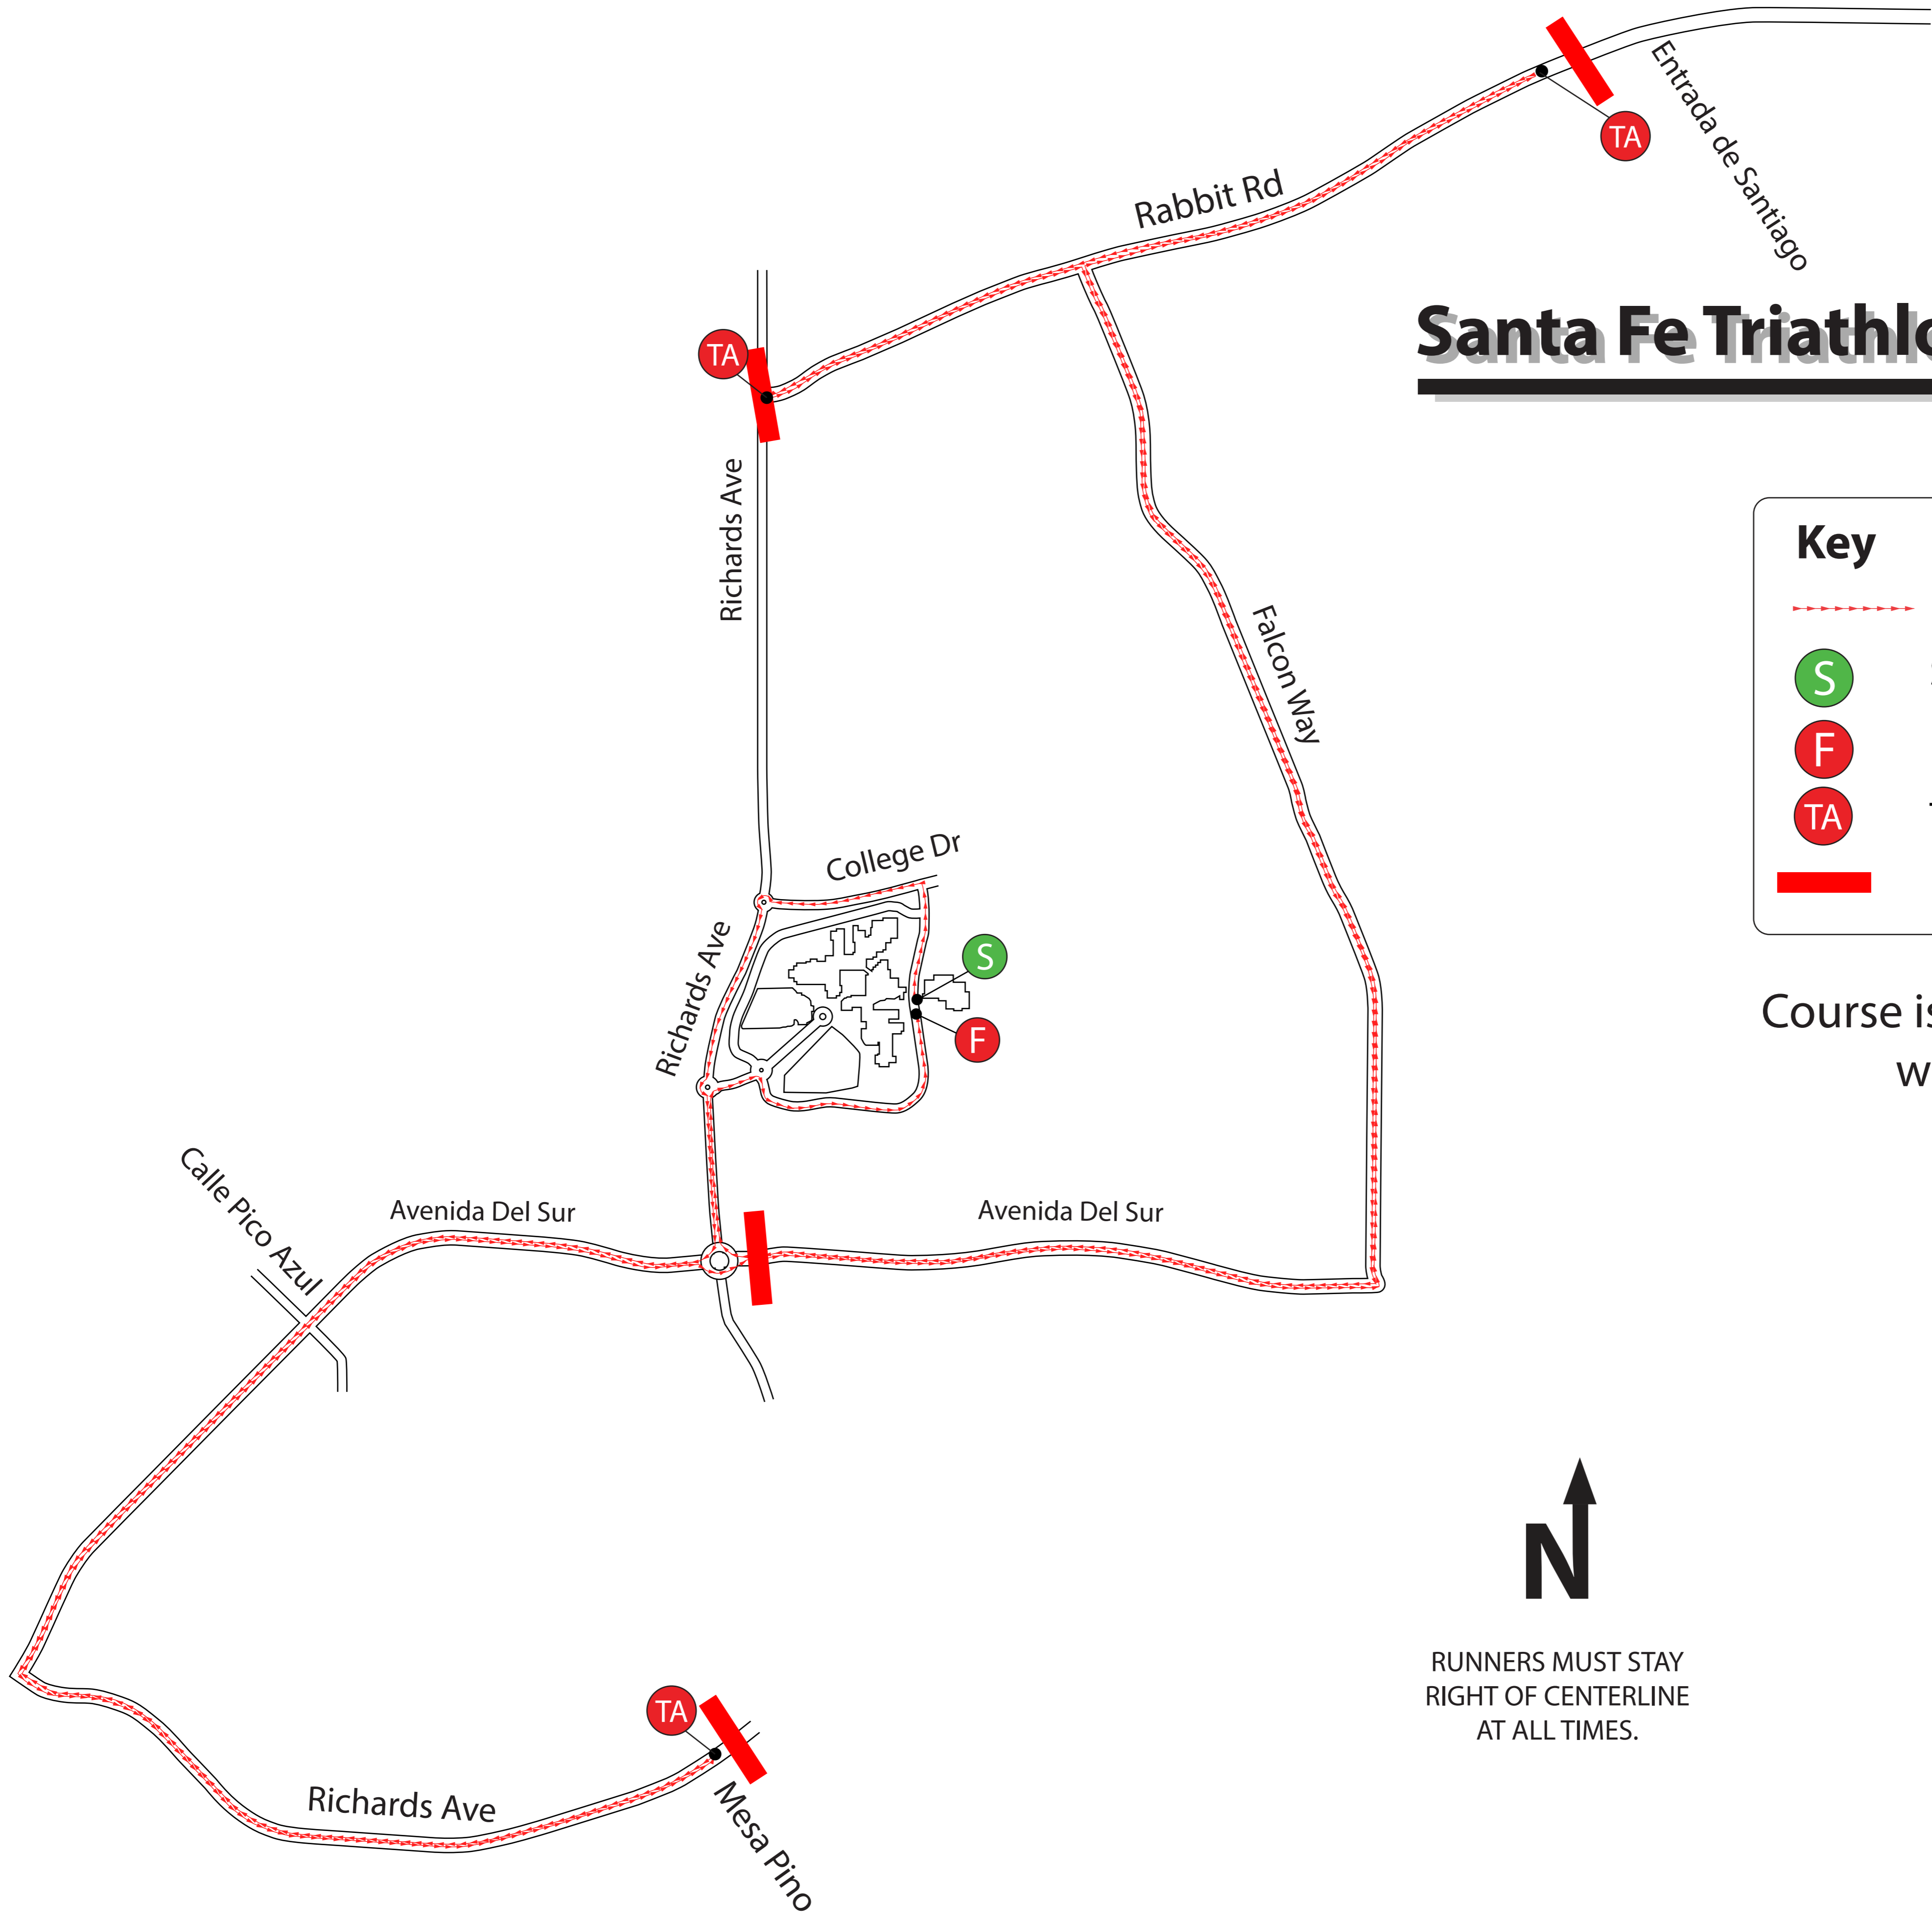 Entrada de Santiago
TA
Rabbit Rd
Santa Fe Triathlo
TA
Richards Ave
Key
S
F
TA
Falcon Way
College Dr
Richards Ave
S
F
Course is
w
Calle Pico Azul
Avenida Del Sur
Avenida Del Sur
N
RUNNERS MUST STAY
RIGHT OF CENTERLINE
AT ALL TIMES.
TA
Richards Ave
Mesa Pino